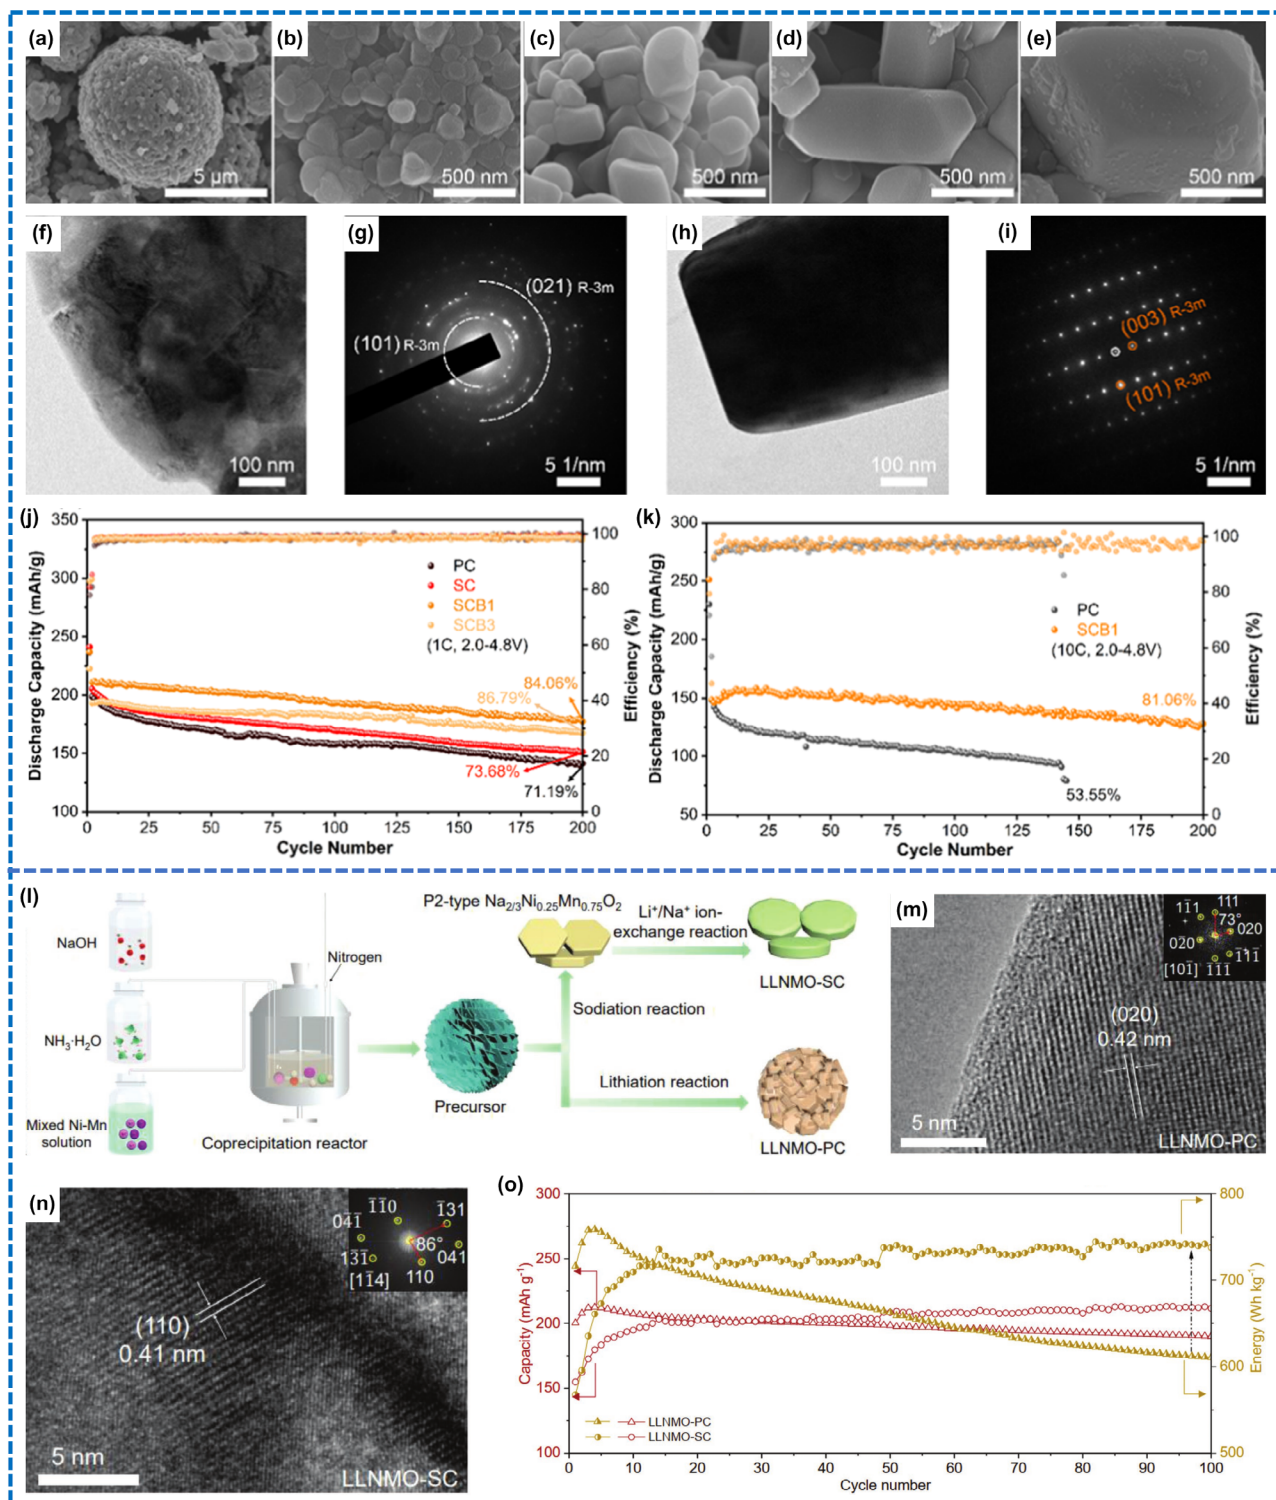 (a)
5 μm
(b)
500 nm
(c)
500 nm
(d)
500 nm
(e)
500 nm
(f)
100 nm
(g)
(021) R-3m
(101) R-3m
5 1/nm
(h)
100 nm
(i)
(003) R-3m
(101) R-3m
5 1/nm
(j)
350
300
250
200
150
100
Discharge Capacity (mAh/g)
PC
SC
SCB1
SCB3
(1C, 2.0-4.8V)
84.06%
86.79%
73.68%
71.19%
100
80
60
40
20
0
Efficiency (%)
0 25 50 75 100 125 150 175 200
Cycle Number
(k)
300
250
200
150
100
50
Discharge Capacity (mAh/g)
PC
SCB1
(10C, 2.0-4.8V)
81.06%
53.55%
100
80
60
40
20
0
Efficiency (%)
0 25 50 75 100 125 150 175 200
Cycle Number
(l)
NaOH
NH₃·H₂O
Mixed Ni-Mn
solution
Nitrogen
Coprecipitation reactor
Precursor
P2-type Na₂/₃Ni₀.₂₅Mn₀.₇₅O₂
Li⁺/Na⁺ ion-
exchange reaction
LLNMO-SC
Sodiation reaction
Lithiation reaction
LLNMO-PC
(m)
11̄1 111
73°
020
02̄0
1̄1̄1̄
[101̄] 1̄1̄1̄
(020)
0.42 nm
5 nm
LLNMO-PC
(n)
1̄1̄0 1̄31
04̄1̄
86°
13̄1̄ 041
[11̄4] 110
(110)
0.41 nm
5 nm
LLNMO-SC
(o)
300
250
200
150
100
Capacity (mAh g⁻¹)
LLNMO-PC
LLNMO-SC
800
700
600
500
Energy (Wh kg⁻¹)
0 10 20 30 40 50 60 70 80 90 100
Cycle number